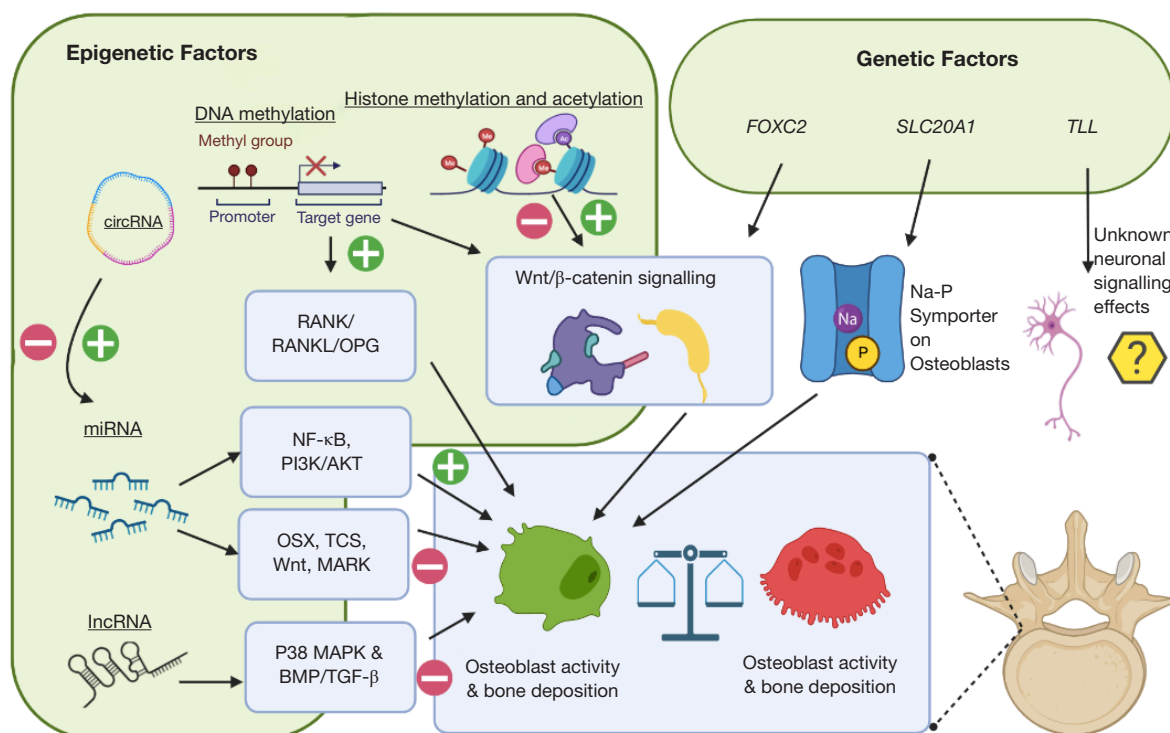 Epigenetic Factors
DNA methylation
Methyl group
Promoter
Target gene
Histone methylation and acetylation
Me
Me
Ac
circRNA
miRNA
lncRNA
RANK/
RANKL/OPG
NF-κB,
PI3K/AKT
OSX, TCS,
Wnt, MARK
P38 MAPK &
BMP/TGF-β
Wnt/β-catenin signalling
Genetic Factors
FOXC2
SLC20A1
TLL
Na
P
Na-P
Symporter
on
Osteoblasts
Unknown
neuronal
signalling
effects
?
Osteoblast activity
& bone deposition
Osteoblast activity
& bone deposition